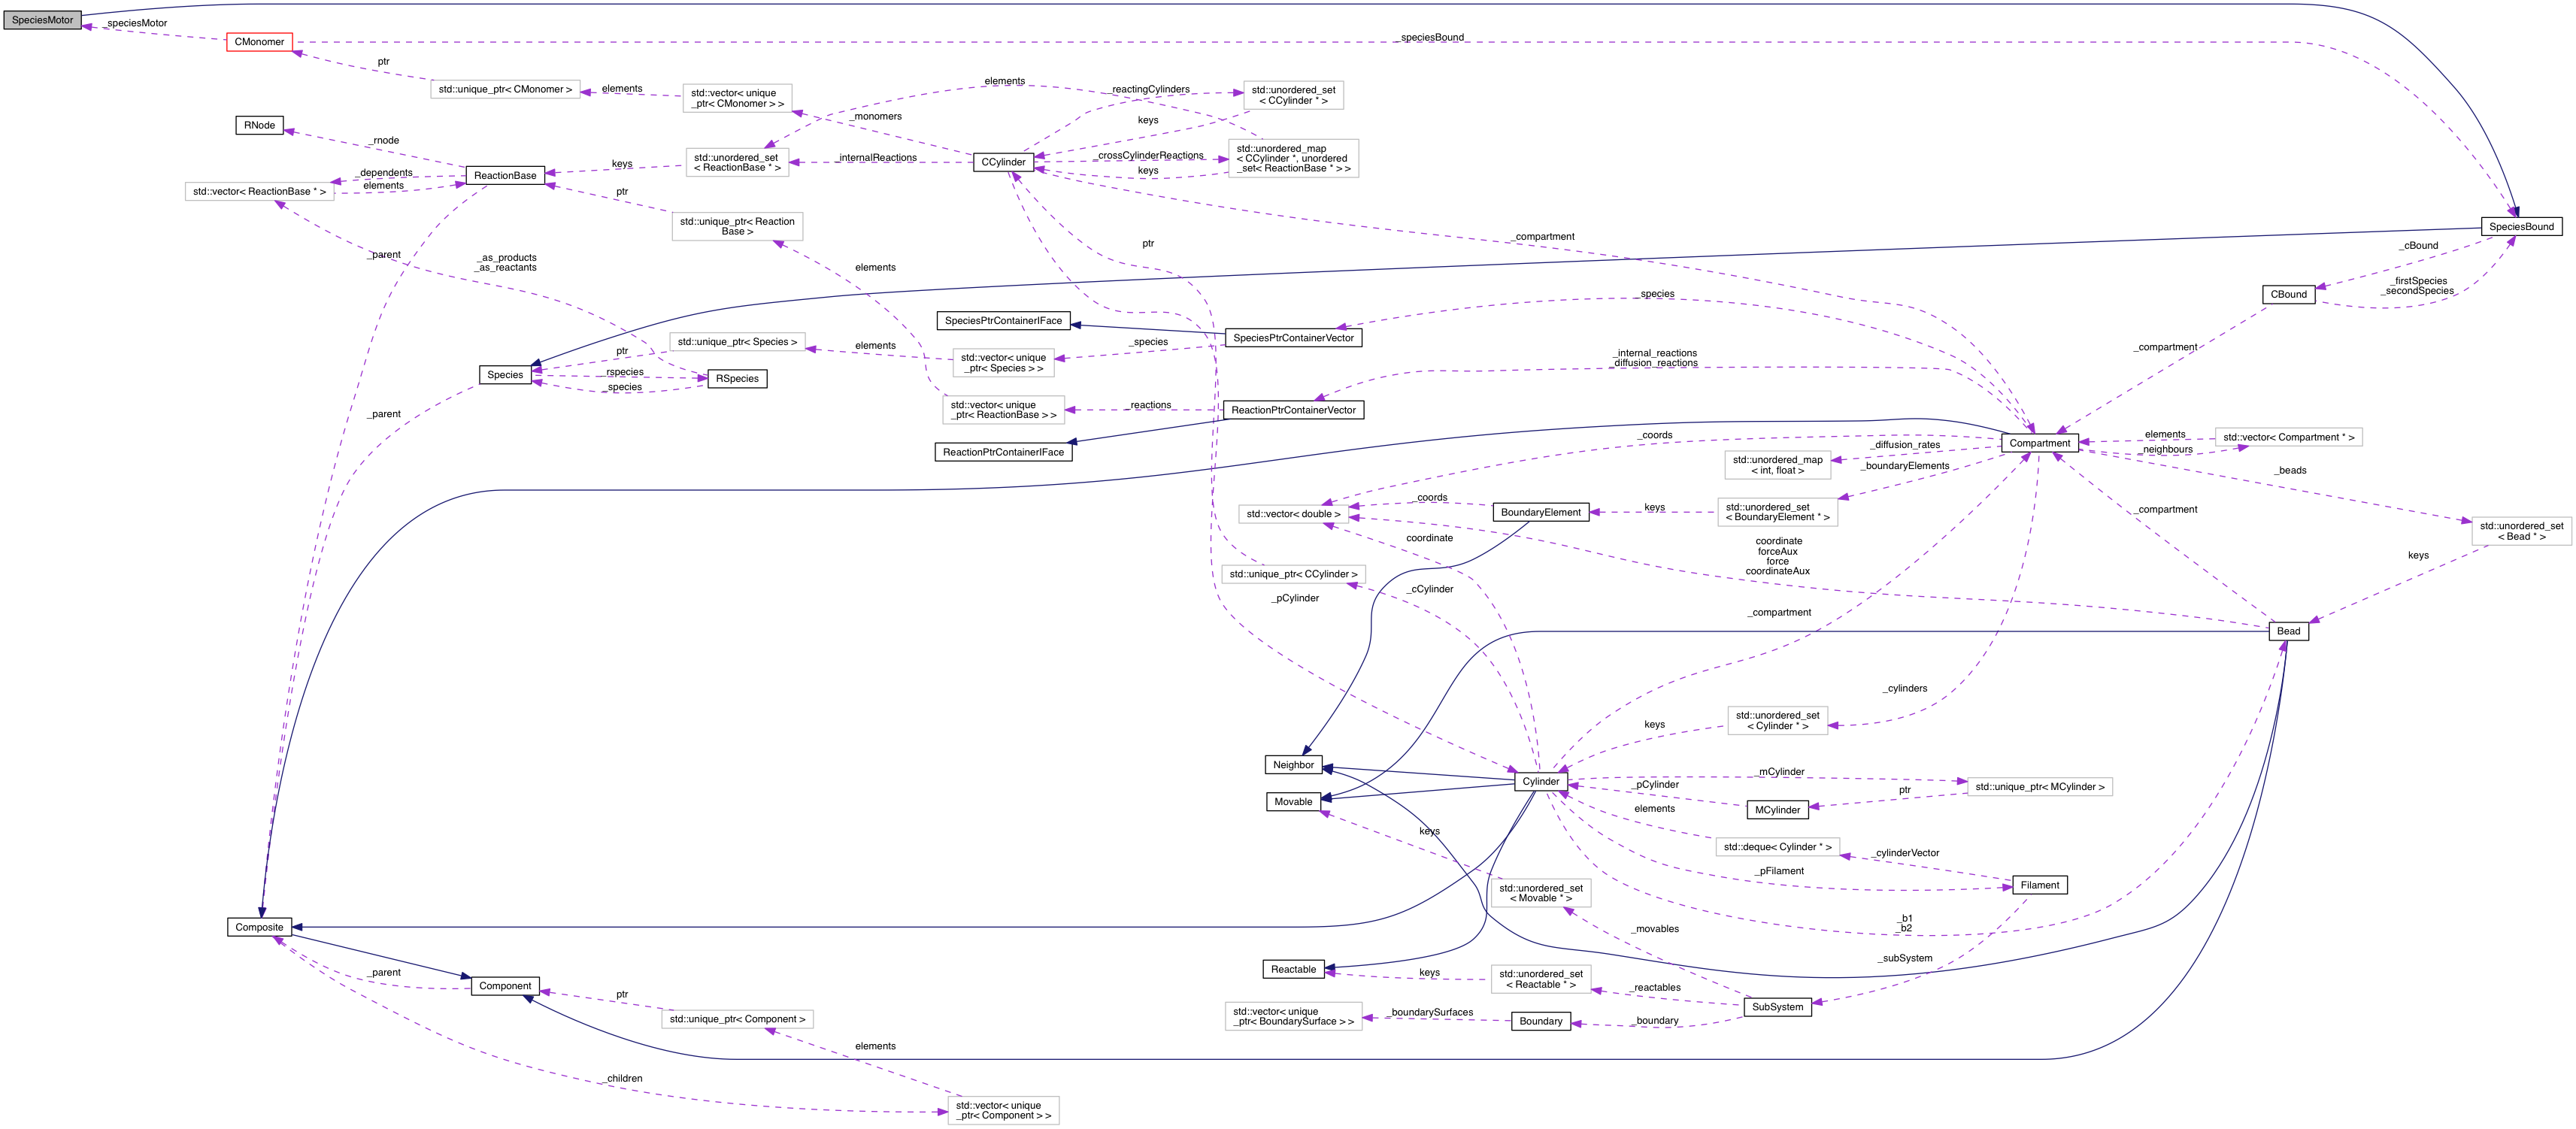 SpeciesMotor
_speciesMotor
CMonomer
_speciesBound
ptr
std::unique_ptr< CMonomer >
elements
std::vector< unique
_ptr< CMonomer > >
elements
_reactingCylinders
std::unordered_set
< CCylinder * >
RNode
_rnode
_monomers
keys
keys
std::unordered_set
< ReactionBase * >
_internalReactions
CCylinder
_crossCylinderReactions
keys
std::unordered_map
< CCylinder *, unordered
_set< ReactionBase * > >
ReactionBase
_dependents
elements
std::vector< ReactionBase * >
ptr
std::unique_ptr< Reaction
Base >
SpeciesBound
_parent
_as_products
_as_reactants
elements
ptr
_compartment
_cBound
CBound
_firstSpecies
_secondSpecies
_species
SpeciesPtrContainerIFace
SpeciesPtrContainerVector
std::unique_ptr< Species >
elements
_species
std::vector< unique
_ptr< Species > >
ptr
Species
_rspecies
_species
RSpecies
_internal_reactions
_diffusion_reactions
_compartment
_parent
std::vector< unique
_ptr< ReactionBase > >
_reactions
ReactionPtrContainerVector
ReactionPtrContainerIFace
_coords
Compartment
elements
_neighbours
std::vector< Compartment * >
_diffusion_rates
std::unordered_map
< int, float >
_boundaryElements
_beads
std::vector< double >
_coords
BoundaryElement
keys
std::unordered_set
< BoundaryElement * >
_compartment
std::unordered_set
< Bead * >
coordinate
coordinate
forceAux
force
coordinateAux
keys
std::unique_ptr< CCylinder >
_cCylinder
_pCylinder
_compartment
Bead
_cylinders
std::unordered_set
< Cylinder * >
keys
Neighbor
Cylinder
_mCylinder
std::unique_ptr< MCylinder >
_pCylinder
ptr
Movable
MCylinder
elements
keys
std::deque< Cylinder * >
_cylinderVector
_pFilament
Filament
std::unordered_set
< Movable * >
_b1
_b2
Composite
_movables
_subSystem
_parent
Component
Reactable
keys
std::unordered_set
< Reactable * >
_reactables
ptr
std::unique_ptr< Component >
SubSystem
std::vector< unique
_ptr< BoundarySurface > >
_boundarySurfaces
Boundary
_boundary
elements
_children
std::vector< unique
_ptr< Component > >